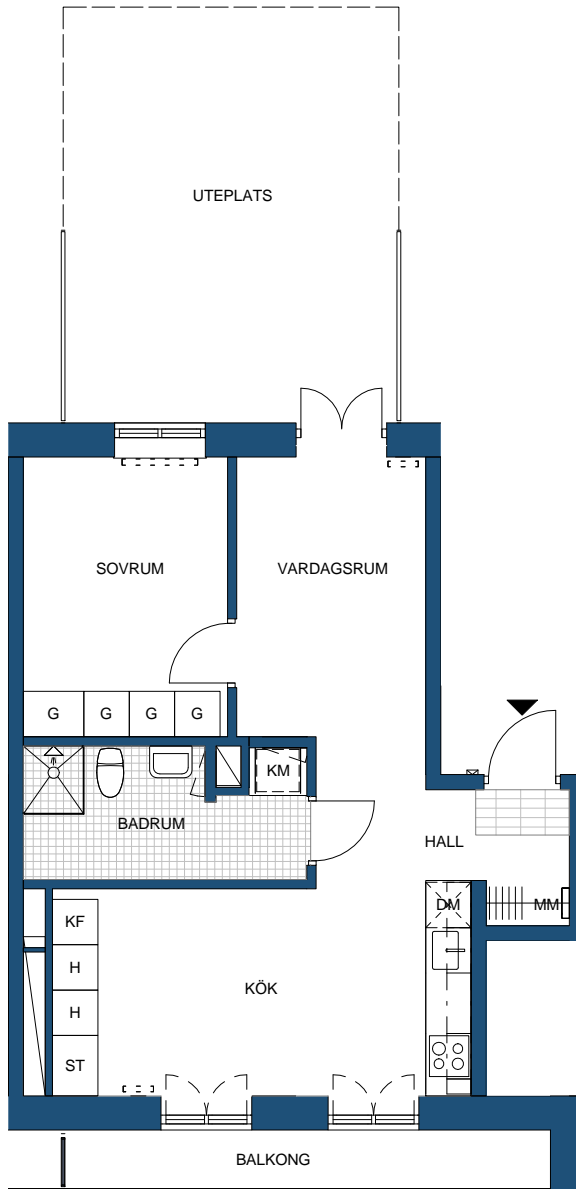 UTEPLATS
SOVRUM
VARDAGSRUM
G
G
G
G
KM
BADRUM
HALL
DM
MM
KF
H
KÖK
H
ST
BALKONG